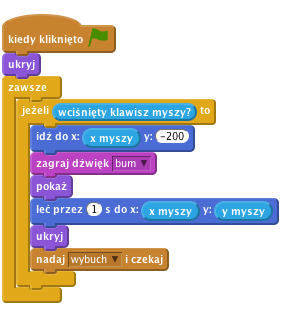 kiedy kliknięto
ukryj
zawsze
jeżeli wciśnięty klawisz myszy? to
idź do x: x myszy y: -200
zagraj dźwięk bum
pokaż
leć przez 1 s do x: x myszy y: y myszy
ukryj
nadaj wybuch i czekaj